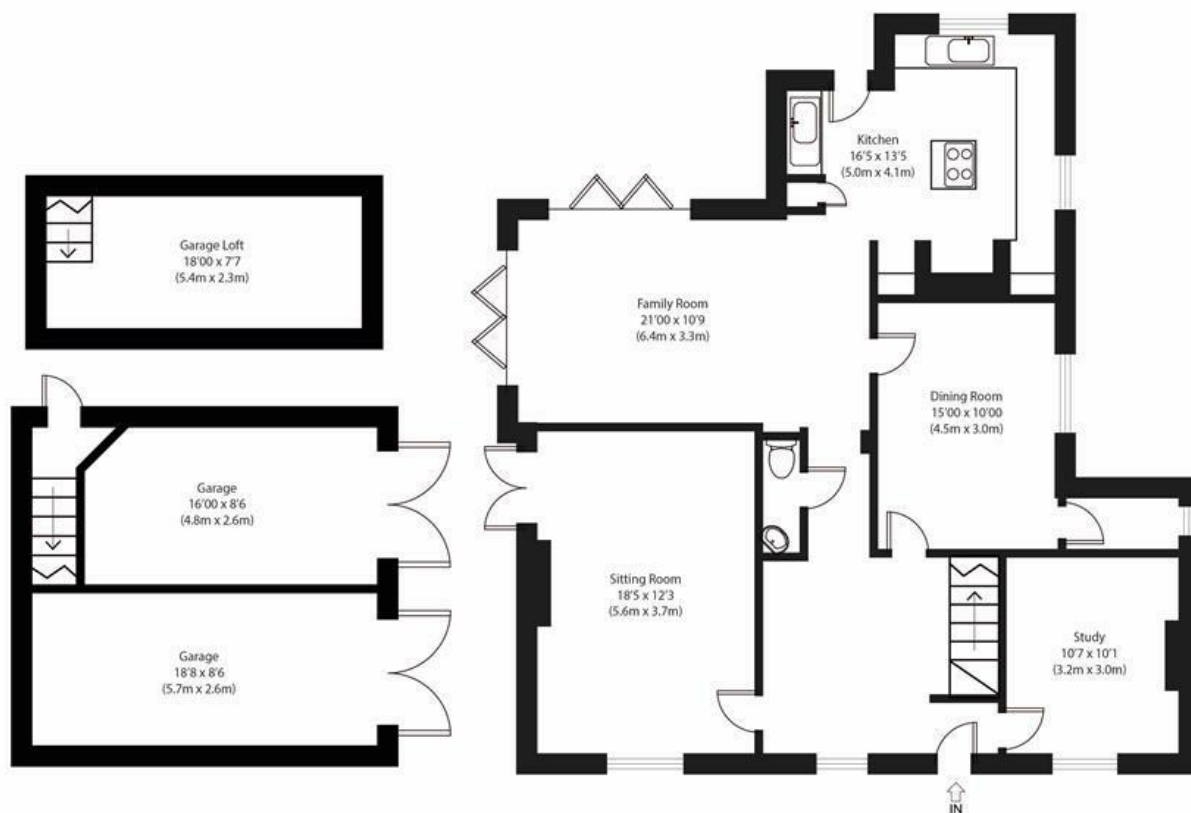 Kitchen
16'5 x 13'5
(5.0m x 4.1m)
Garage Loft
18'00 x 7'7
(5.4m x 2.3m)
Family Room
21'00 x 10'9
(6.4m x 3.3m)
Dining Room
15'00 x 10'00
(4.5m x 3.0m)
Garage
16'00 x 8'6
(4.8m x 2.6m)
Sitting Room
18'5 x 12'3
(5.6m x 3.7m)
Study
10'7 x 10'1
(3.2m x 3.0m)
Garage
18'8 x 8'6
(5.7m x 2.6m)
IN